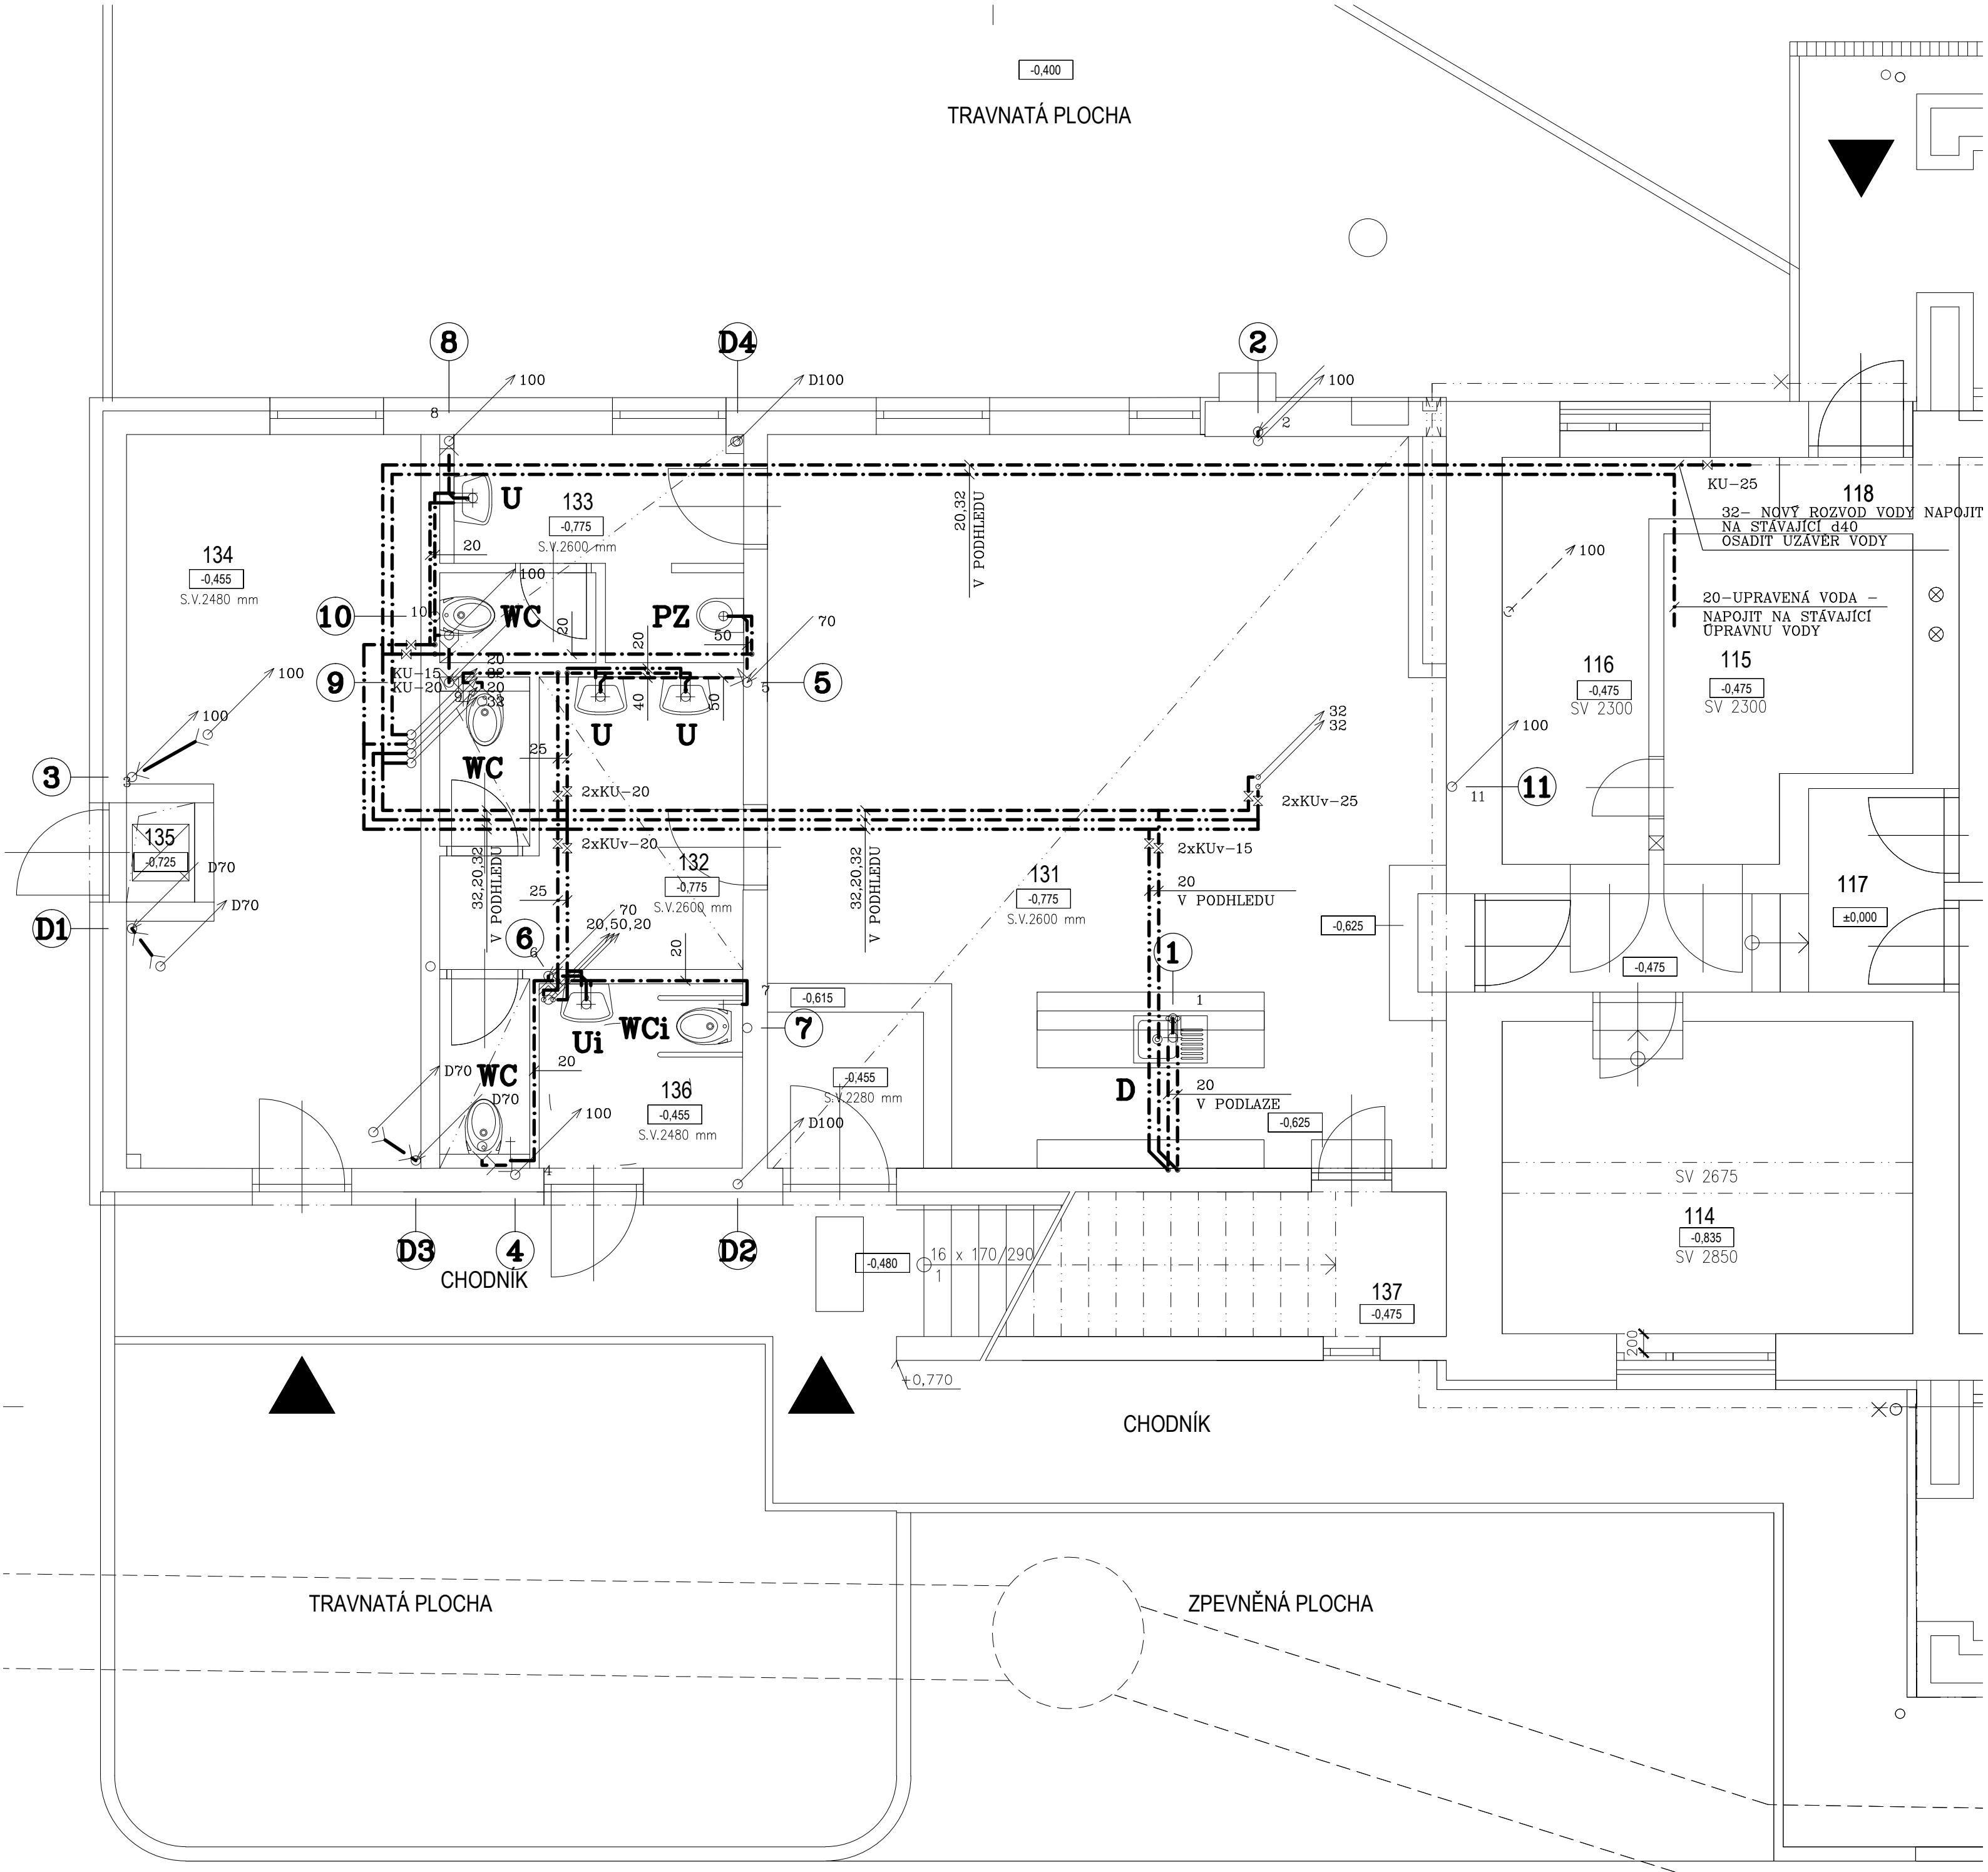 -0,400
TRAVNATÁ PLOCHA
8
D4
2
100
D100
100
8
2
U
133
-0,775
S.V.2600 mm
20
20,32
V PODHLEDU
KU-25
118
32- NOVÝ ROZVOD VODY NAPOJIT
NA STÁVAJÍCÍ d40
OSADIT UZÁVĚR VODY
134
-0,455
S.V.2480 mm
100
100
10
10
WC
PZ
20
20
50
70
20-UPRAVENÁ VODA -
NAPOJIT NA STÁVAJÍCÍ
ÚPRAVNU VODY
9
KU-15
KU-20
20
32
20
32
9
5
5
116
-0,475
SV 2300
115
-0,475
SV 2300
100
100
40
50
U
U
32
32
100
25
WC
3
3
2xKU-20
2xKUv-25
11
11
135
-0,725
D70
2xKUv-20
2xKUv-15
32,20,32
V PODHLEDU
132
-0,775
S.V.2600 mm
32,20,32
V PODHLEDU
131
-0,775
S.V.2600 mm
20
V PODHLEDU
117
±0,000
D70
25
70
20,50,20
D1
6
6
20
1
-0,625
-0,475
7
-0,615
1
Ui
WCi
7
D70
WC
20
D70
136
-0,455
S.V.2480 mm
-0,455
S.V.2280 mm
D
20
V PODLAZE
100
D100
-0,625
4
SV 2675
114
-0,835
SV 2850
D3
4
D2
CHODNÍK
-0,480
16 x 170/290
1
137
-0,475
200
+0,770
CHODNÍK
TRAVNATÁ PLOCHA
ZPEVNĚNÁ PLOCHA